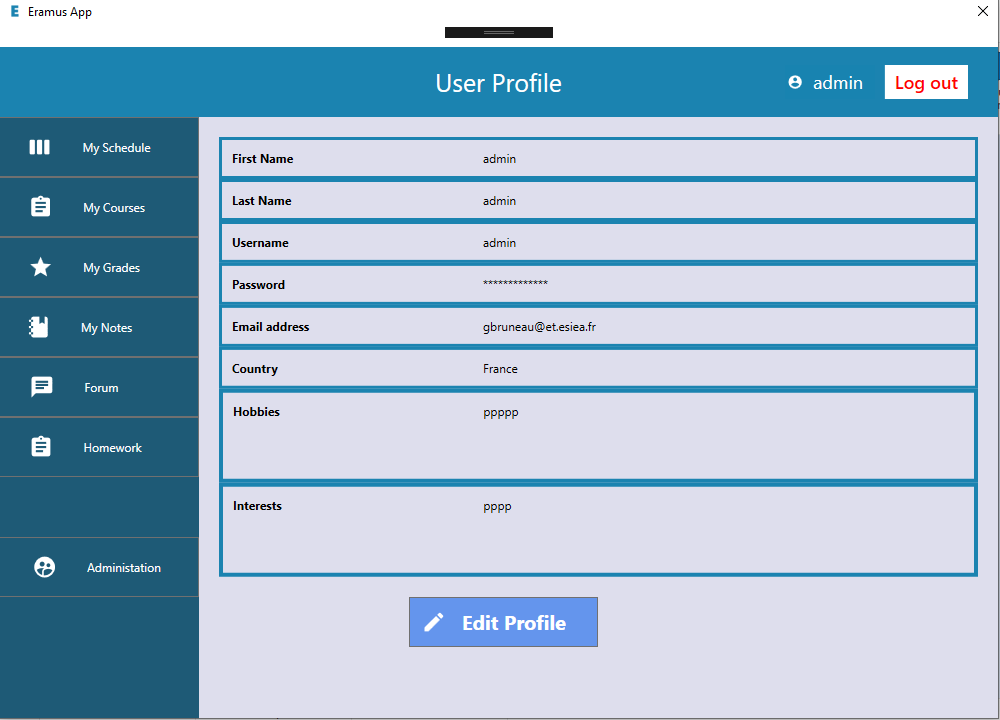 E Eramus App
User Profile
admin
Log out
My Schedule
My Courses
My Grades
My Notes
Forum
Homework
Administation
First Name admin
Last Name admin
Username admin
Password *************
Email address gbruneau@et.esiea.fr
Country France
Hobbies ppppp
Interests pppp
Edit Profile